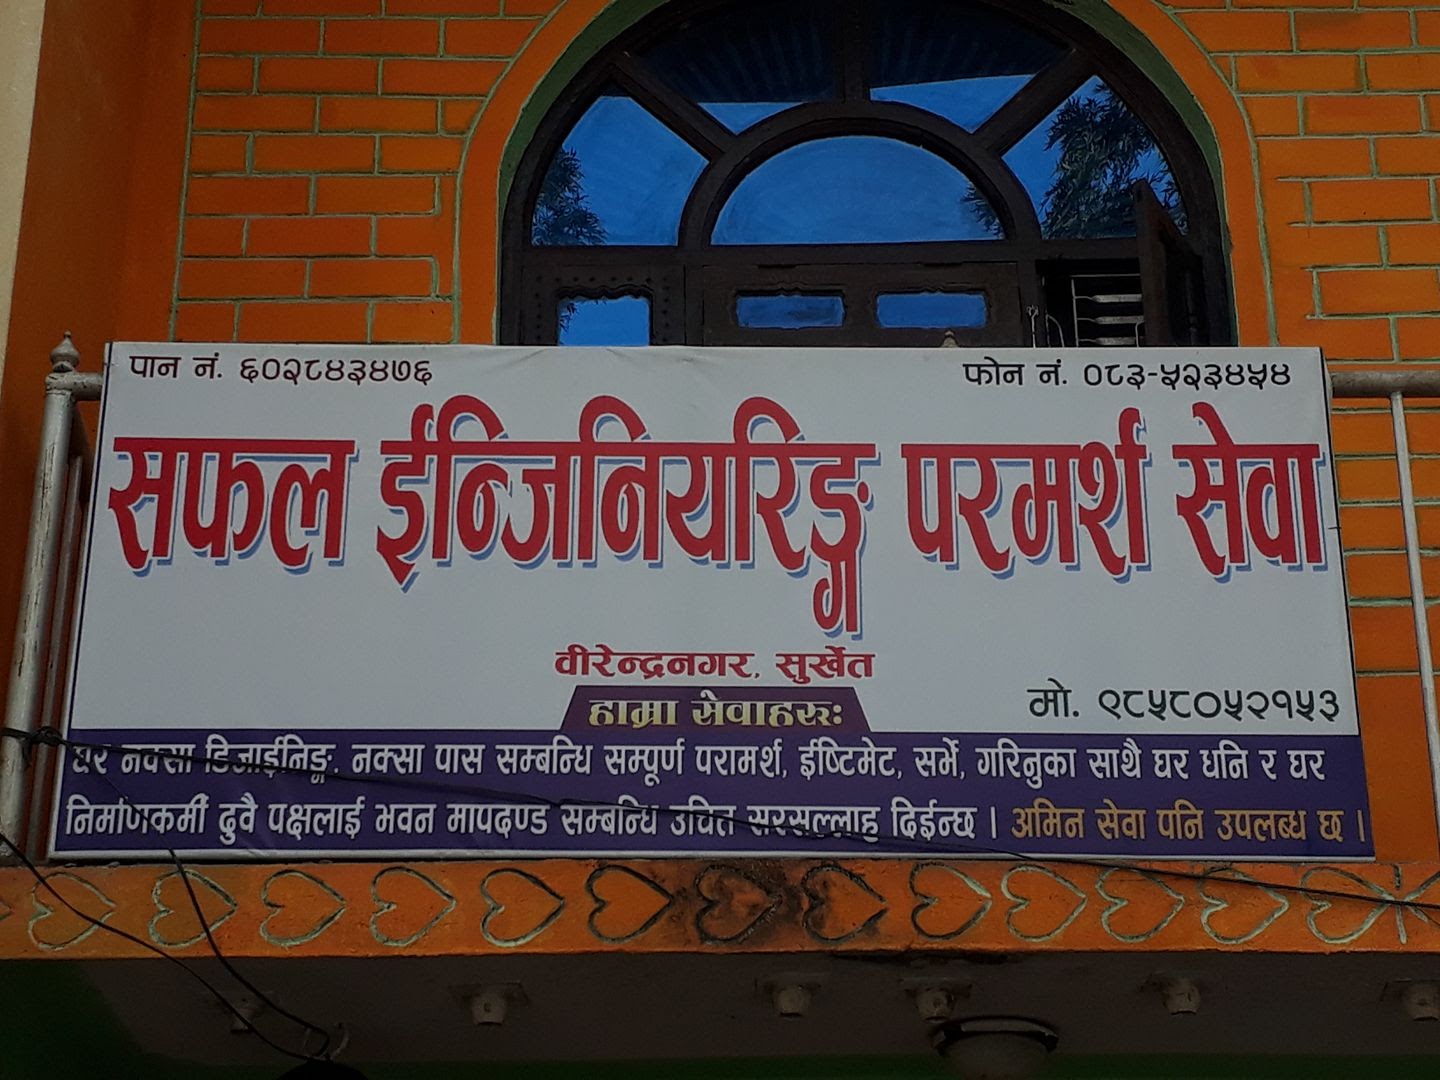 पान नं. ६०२८४३४७६
फोन नं. ०८३-५२३४५४
सफल ईन्जिनियरिङ्ग परमर्श सेवा
वीरेन्द्रनगर, सुर्खेत
हाम्रा सेवाहरुः
मो. ९८५८०५२१५३
घर नक्सा डिजाईनिङ्ग, नक्सा पास सम्बन्धि सम्पूर्ण परामर्श, ईष्टिमेट, सर्भे, गरिनुका साथै घर धनि र घर
निर्माणकर्मी दुवै पक्षलाई भवन मापदण्ड सम्बन्धि उचित सरसल्लाह दिईन्छ । अमिन सेवा पनि उपलब्ध छ ।